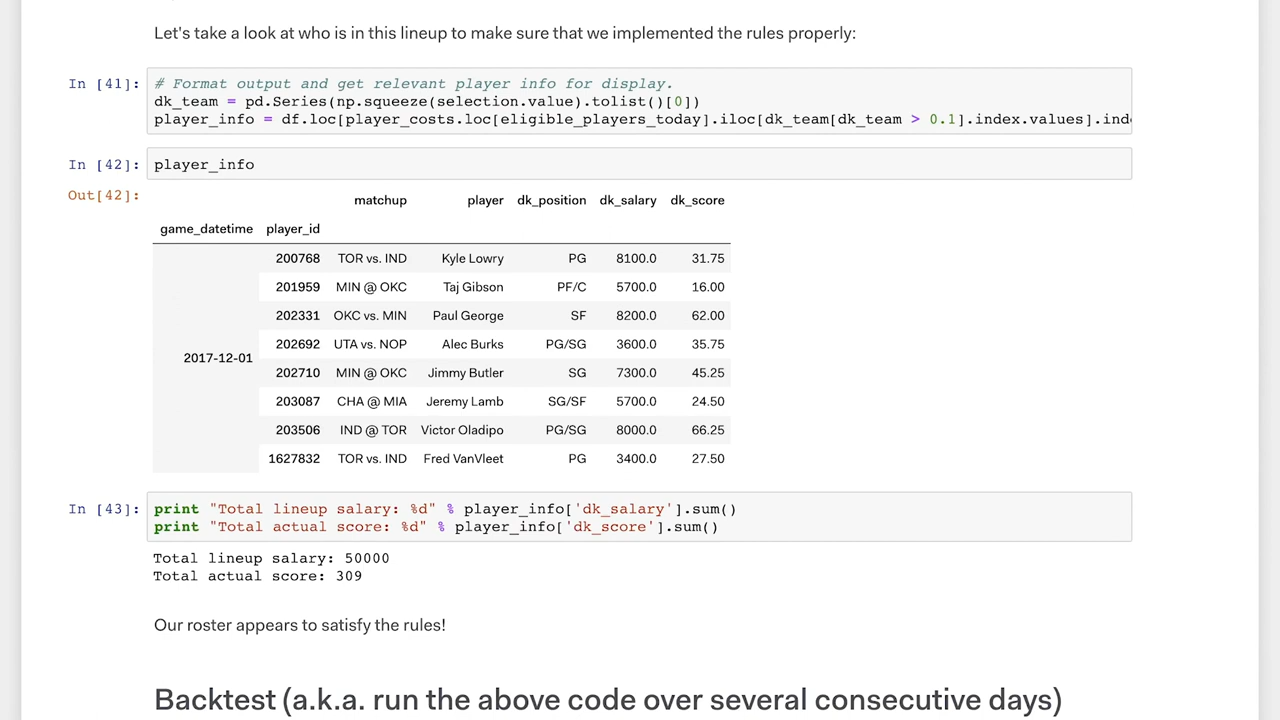 Let's take a look at who is in this lineup to make sure that we implemented the rules properly:
In [41]: # Format output and get relevant player info for display.
dk_team = pd.Series(np.squeeze(selection.value).tolist()[0])
player_info = df.loc[player_costs.loc[eligible_players_today].iloc[dk_team[dk_team > 0.1].index.values].inde
In [42]: player_info
Out[42]:
matchup player dk_position dk_salary dk_score
game_datetime player_id
200768 TOR vs. IND Kyle Lowry PG 8100.0 31.75
201959 MIN @ OKC Taj Gibson PF/C 5700.0 16.00
202331 OKC vs. MIN Paul George SF 8200.0 62.00
202692 UTA vs. NOP Alec Burks PG/SG 3600.0 35.75
2017-12-01
202710 MIN @ OKC Jimmy Butler SG 7300.0 45.25
203087 CHA @ MIA Jeremy Lamb SG/SF 5700.0 24.50
203506 IND @ TOR Victor Oladipo PG/SG 8000.0 66.25
1627832 TOR vs. IND Fred VanVleet PG 3400.0 27.50
In [43]: print "Total lineup salary: %d" % player_info['dk_salary'].sum()
print "Total actual score: %d" % player_info['dk_score'].sum()
Total lineup salary: 50000
Total actual score: 309
Our roster appears to satisfy the rules!
Backtest (a.k.a. run the above code over several consecutive days)